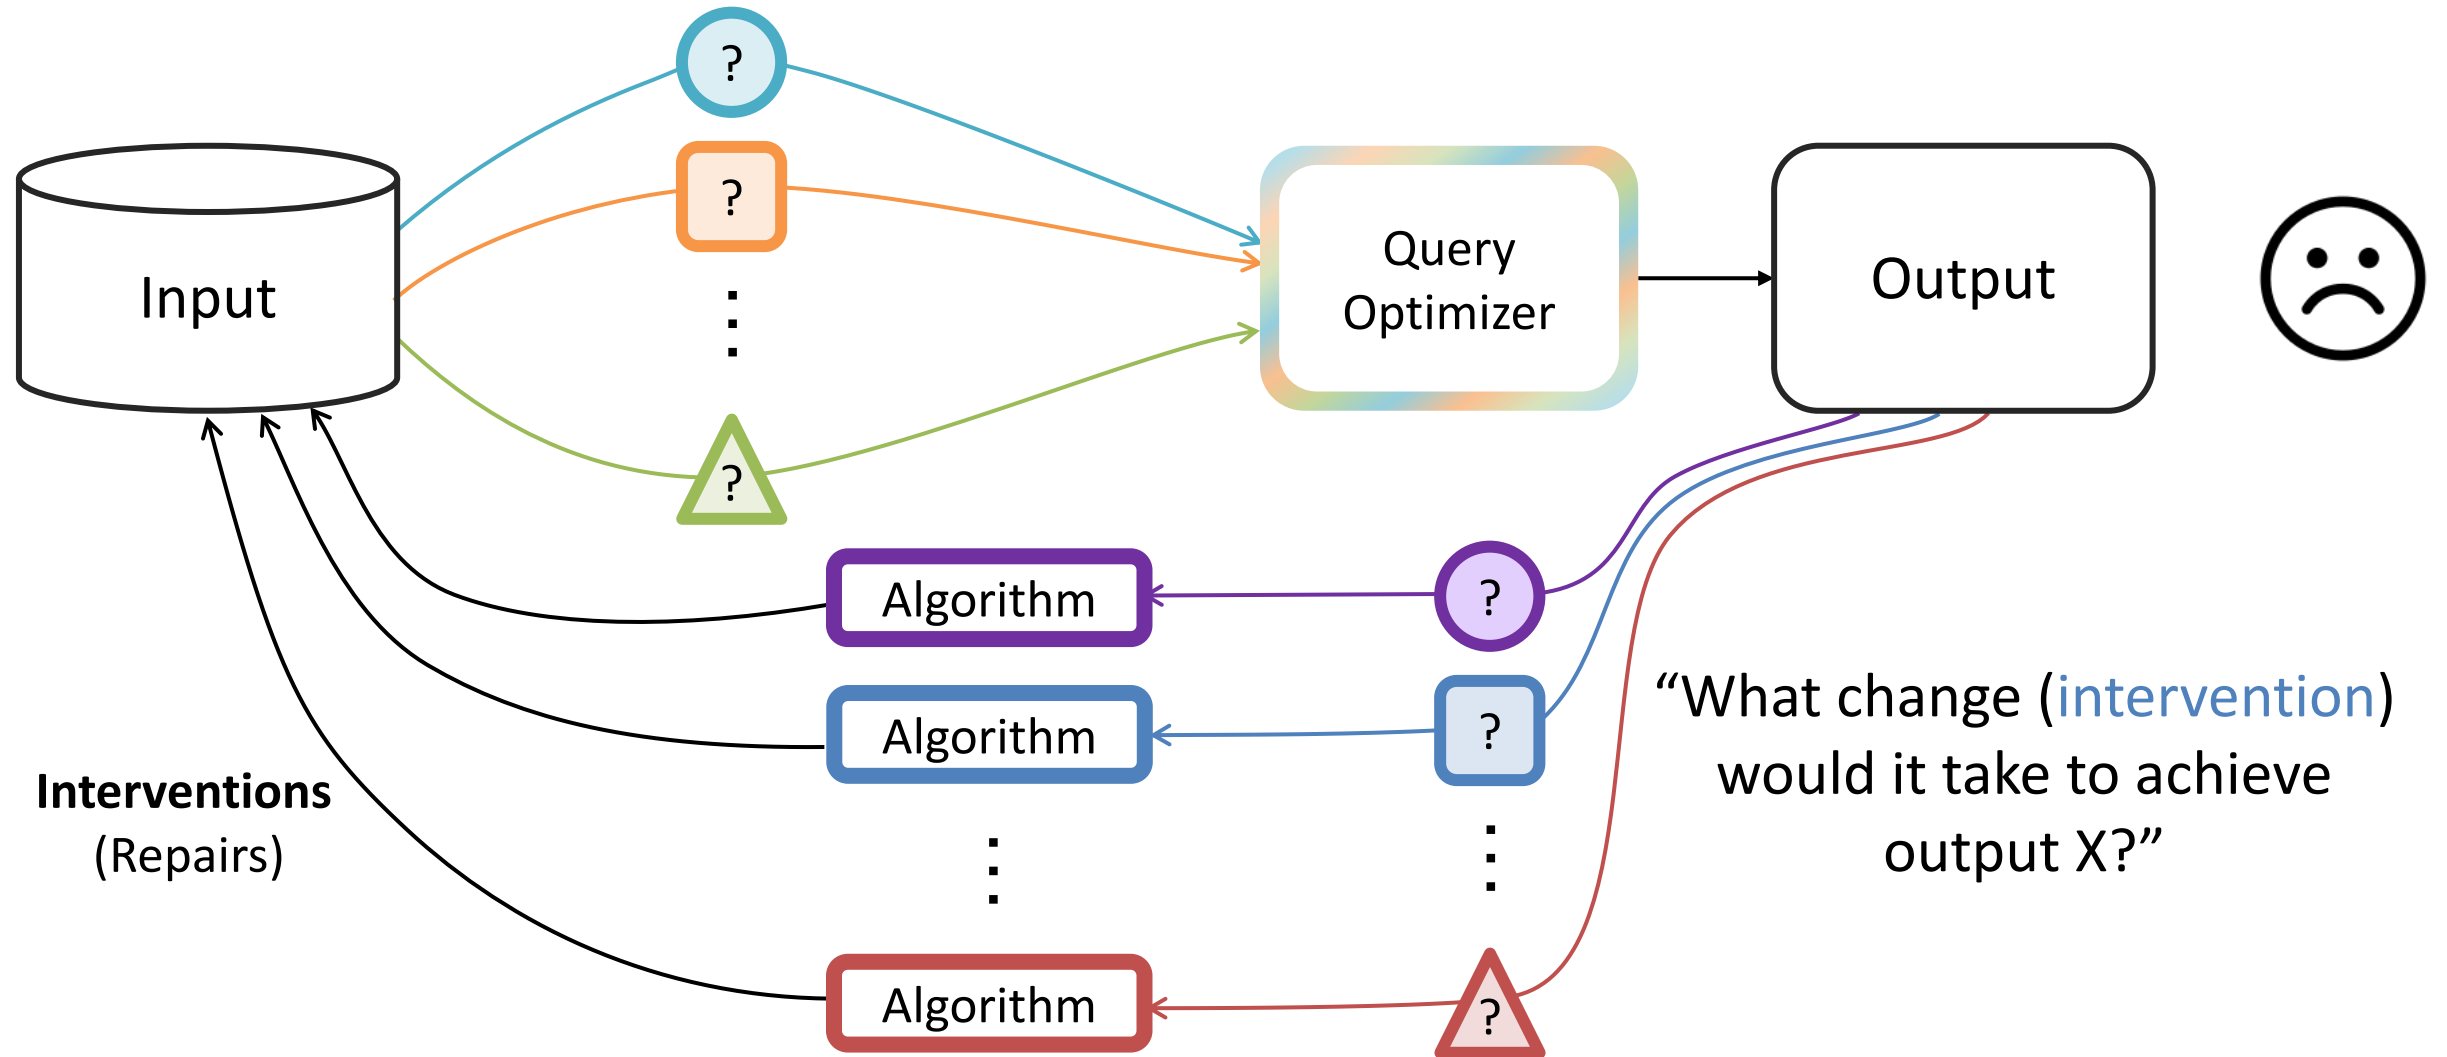 ?
?
?
Input
Query
Optimizer
Output
Algorithm
?
Algorithm
?
Algorithm
?
“What change (intervention)
would it take to achieve
output X?”
Interventions
(Repairs)